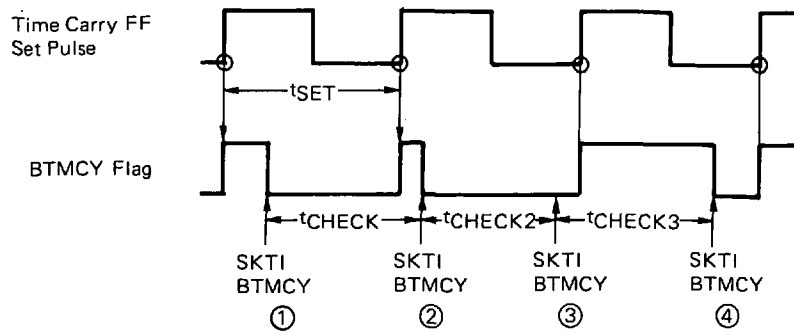 Time Carry FF
Set Pulse
tSET
BTMCY Flag
tCHECK
tCHECK2
tCHECK3
SKTI
BTMCY
①
SKTI
BTMCY
②
SKTI
BTMCY
③
SKTI
BTMCY
④